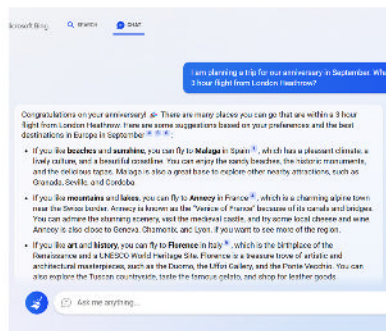 Microsoft Bing
SEARCH
CHAT
I am planning a trip for our anniversary in September. Whe
3 hour flight from London Heathrow?
Congratulations on your anniversary! There are many places you can go that are within a 3 hour
flight from London Heathrow. Here are some suggestions based on your preferences and the best
destinations in Europe in September
• If you like beaches and sunshine, you can fly to Malaga in Spain, which has a pleasant climate, a
lively culture, and a beautiful coastline. You can enjoy the sandy beaches, the historic monuments,
and the delicious tapas. Malaga is also a great base to explore other nearby attractions, such as
Granada, Seville, and Cordoba.
• If you like mountains and lakes, you can fly to Annecy in France, which is a charming alpine town
near the Swiss border. Annecy is known as the "Venice of France" because of its canals and bridges.
You can admire the stunning scenery, visit the medieval castle, and try some local cheese and wine.
Annecy is also close to Geneva, Chamonix, and Lyon, if you want to see more of the region.
• If you like art and history, you can fly to Florence in Italy, which is the birthplace of the
Renaissance and a UNESCO World Heritage Site. Florence is a treasure trove of artistic and
architectural masterpieces, such as the Duomo, the Uffizi Gallery, and the Ponte Vecchio. You can
also explore the Tuscan countryside, taste the famous gelato, and shop for leather goods.
Ask me anything...